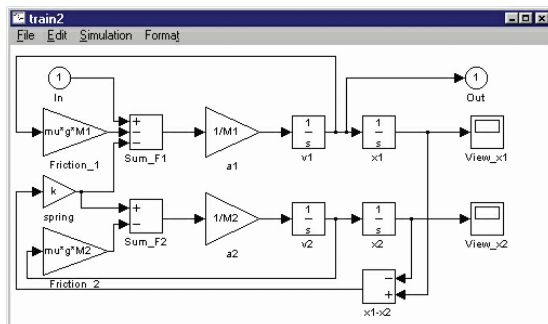 train2
File Edit Simulation Format
1
In
1
Out
mu*g*M1
Friction_1
+
−
−
Sum_F1
1/M1
a1
1
s
v1
1
s
x1
View_x1
k
spring
+
−
Sum_F2
1/M2
a2
1
s
v2
1
s
x2
View_x2
mu*g*M2
Friction_2
−
+
x1-x2